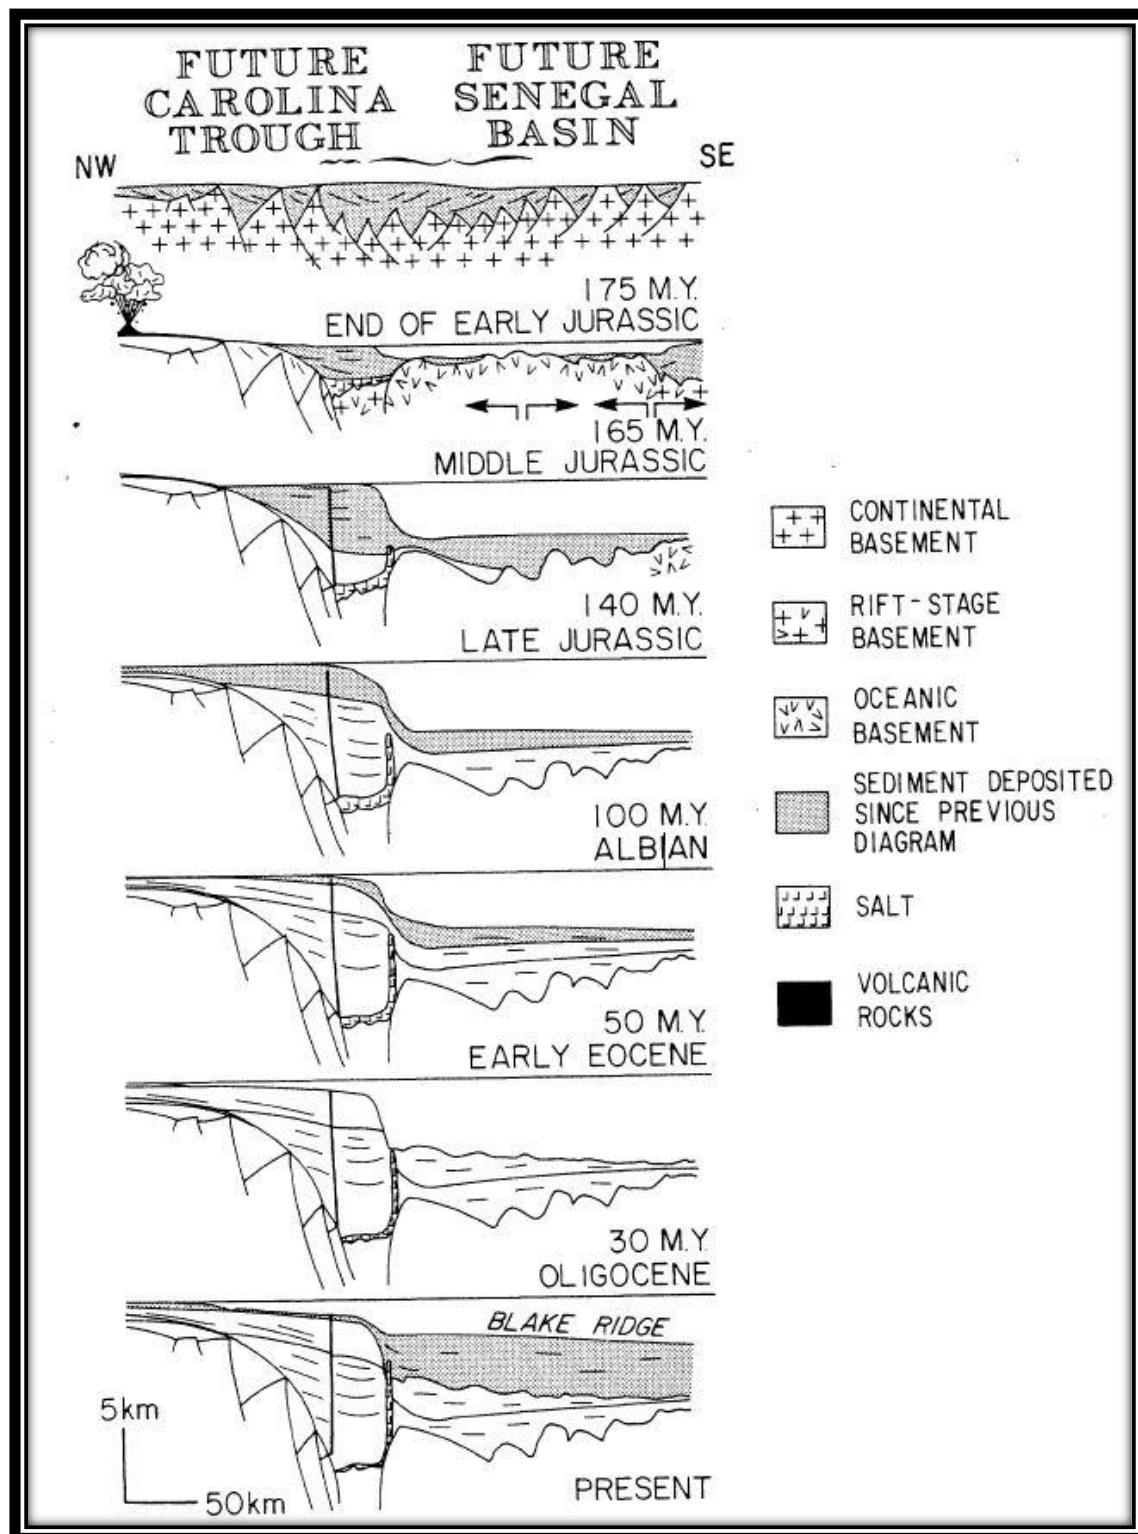 FUTURE
CAROLINA
TROUGH
FUTURE
SENEGAL
BASIN
NW
SE
175 M.Y.
END OF EARLY JURASSIC
165 M.Y.
MIDDLE JURASSIC
140 M.Y.
LATE JURASSIC
100 M.Y.
ALBIAN
50 M.Y.
EARLY EOCENE
30 M.Y.
OLIGOCENE
BLAKE RIDGE
5km
50km
PRESENT
CONTINENTAL
BASEMENT
RIFT-STAGE
BASEMENT
OCEANIC
BASEMENT
SEDIMENT DEPOSITED
SINCE PREVIOUS
DIAGRAM
SALT
VOLCANIC
ROCKS